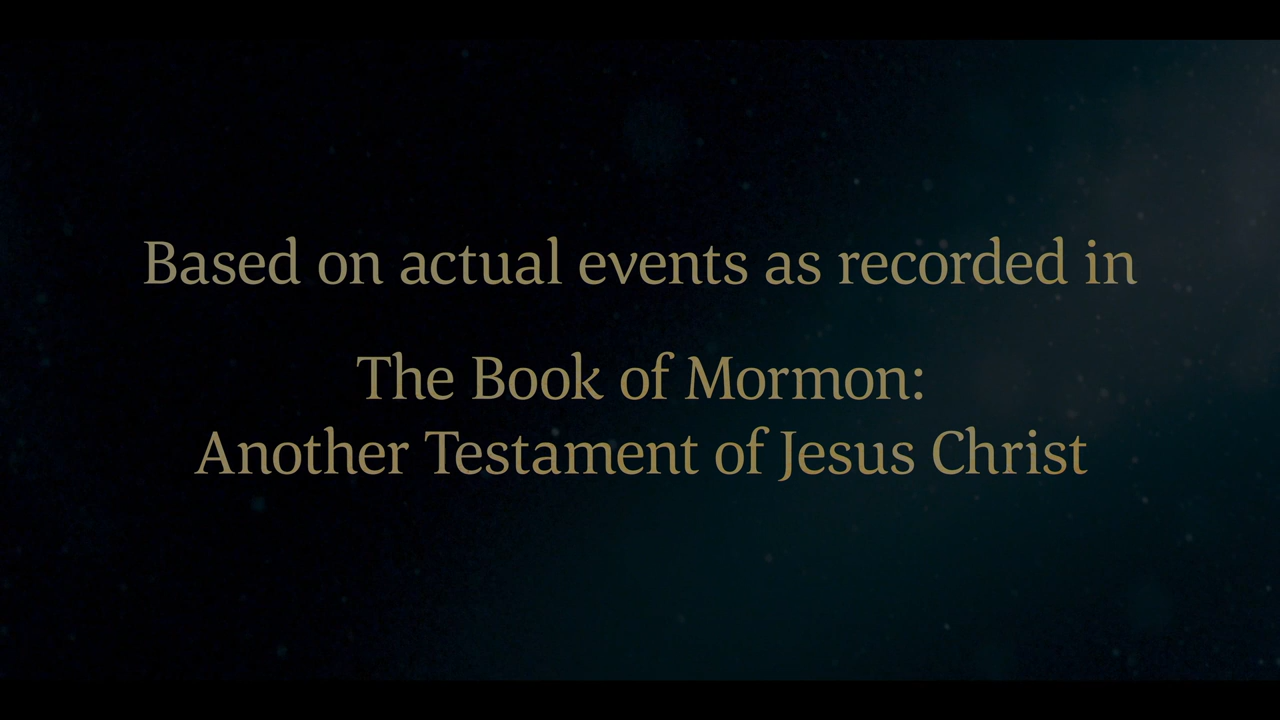 Based on actual events as recorded in
The Book of Mormon:
Another Testament of Jesus Christ